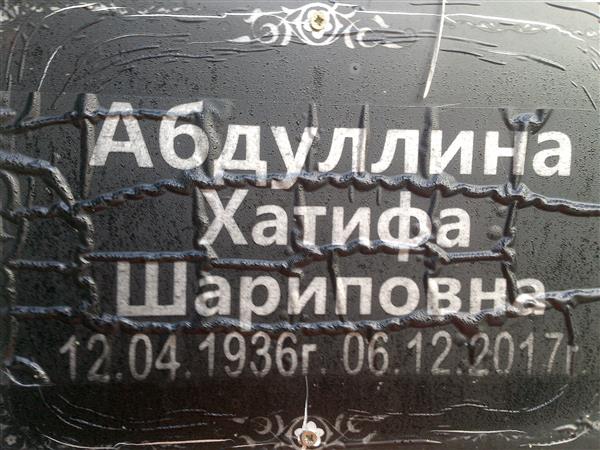 Абдуллина
Хатифа
Шариповна
12.04.1936г. 06.12.2017г.